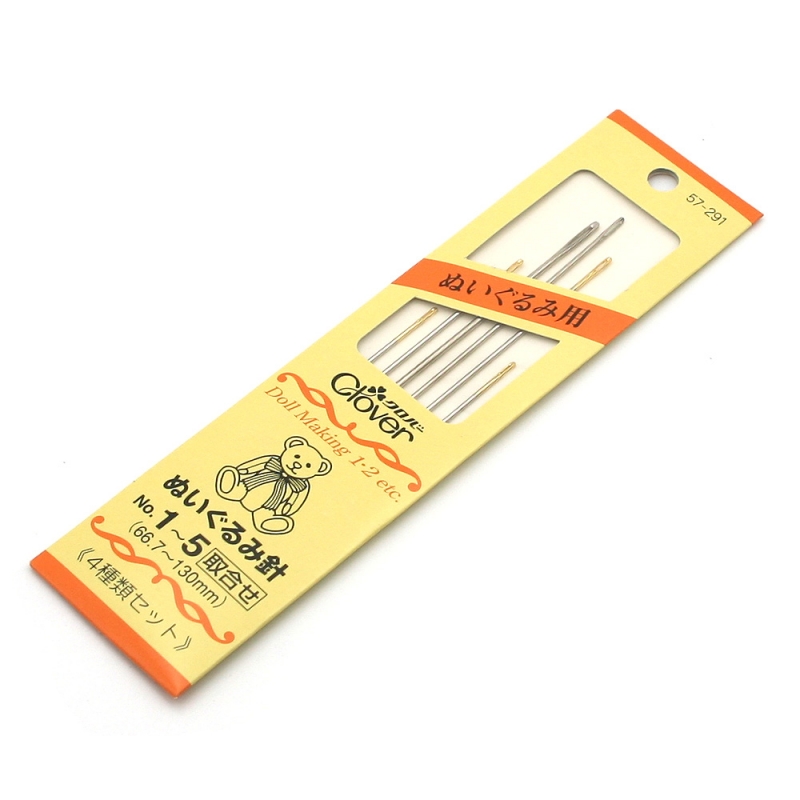 57-291
ぬいぐるみ用
クロバー
Clover
Doll Making 1・2 etc.
ぬいぐるみ針
No.1~5 取合せ
(66.7~130mm)
《4種類セット》